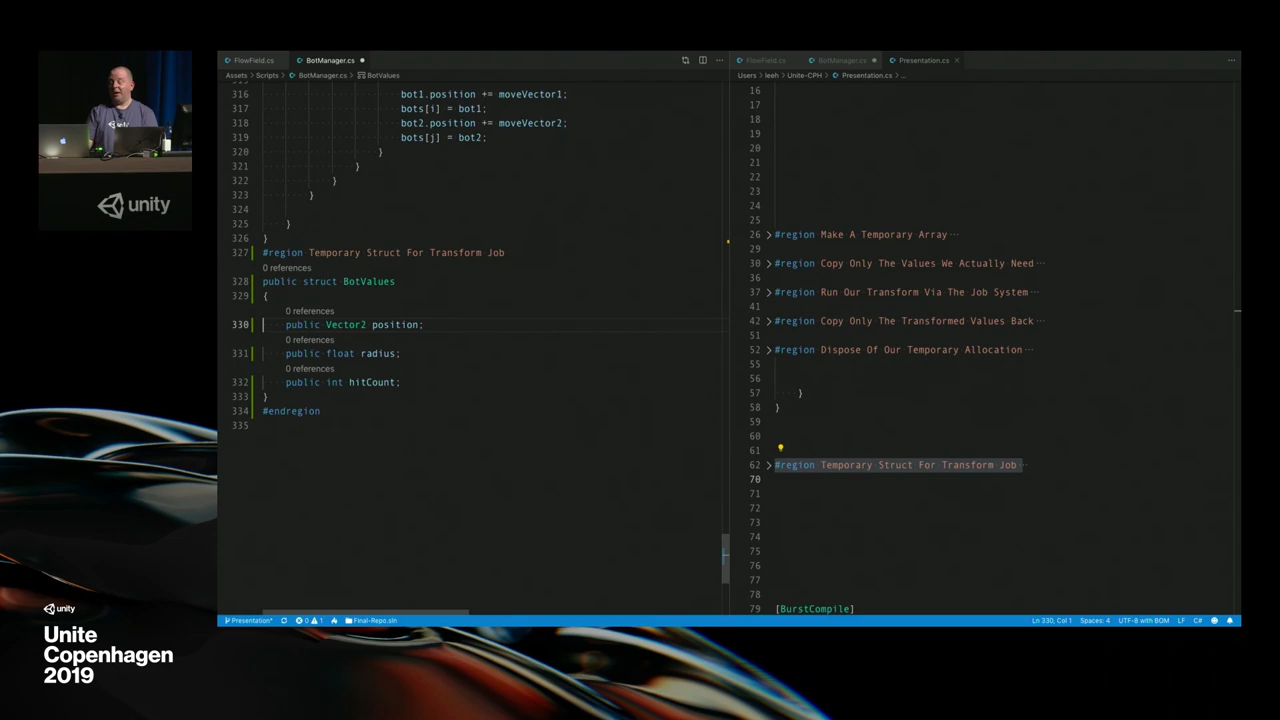 unity
unity
Unite
Copenhagen
2019
FlowField.cs
BotManager.cs
Assets > Scripts > BotManager.cs > BotValues
316 bot1.position += moveVector1;
317 bots[i] = bot1;
318 bot2.position += moveVector2;
319 bots[j] = bot2;
320 }
321 }
322 }
323 }
324
325 }
326 }
327 #region Temporary Struct For Transform Job
0 references
328 public struct BotValues
329 {
0 references
330 public Vector2 position;
0 references
331 public float radius;
0 references
332 public int hitCount;
333 }
334 #endregion
335
FlowField.cs
BotManager.cs
Presentation.cs
Users > leeh > Unite-CPH > Presentation.cs > ...
16
17
18
19
20
21
22
23
24
25
26 #region Make A Temporary Array ...
29
30 #region Copy Only The Values We Actually Need ...
36
37 #region Run Our Transform Via The Job System ...
41
42 #region Copy Only The Transformed Values Back ...
51
52 #region Dispose Of Our Temporary Allocation ...
55
56
57 }
58 }
59
60
61
62 #region Temporary Struct For Transform Job ...
70
71
72
73
74
75
76
77
78
79 [BurstCompile]
Presentation* 0 1 Final-Repo.sln
Ln 330, Col 1 Spaces: 4 UTF-8 with BOM LF C#